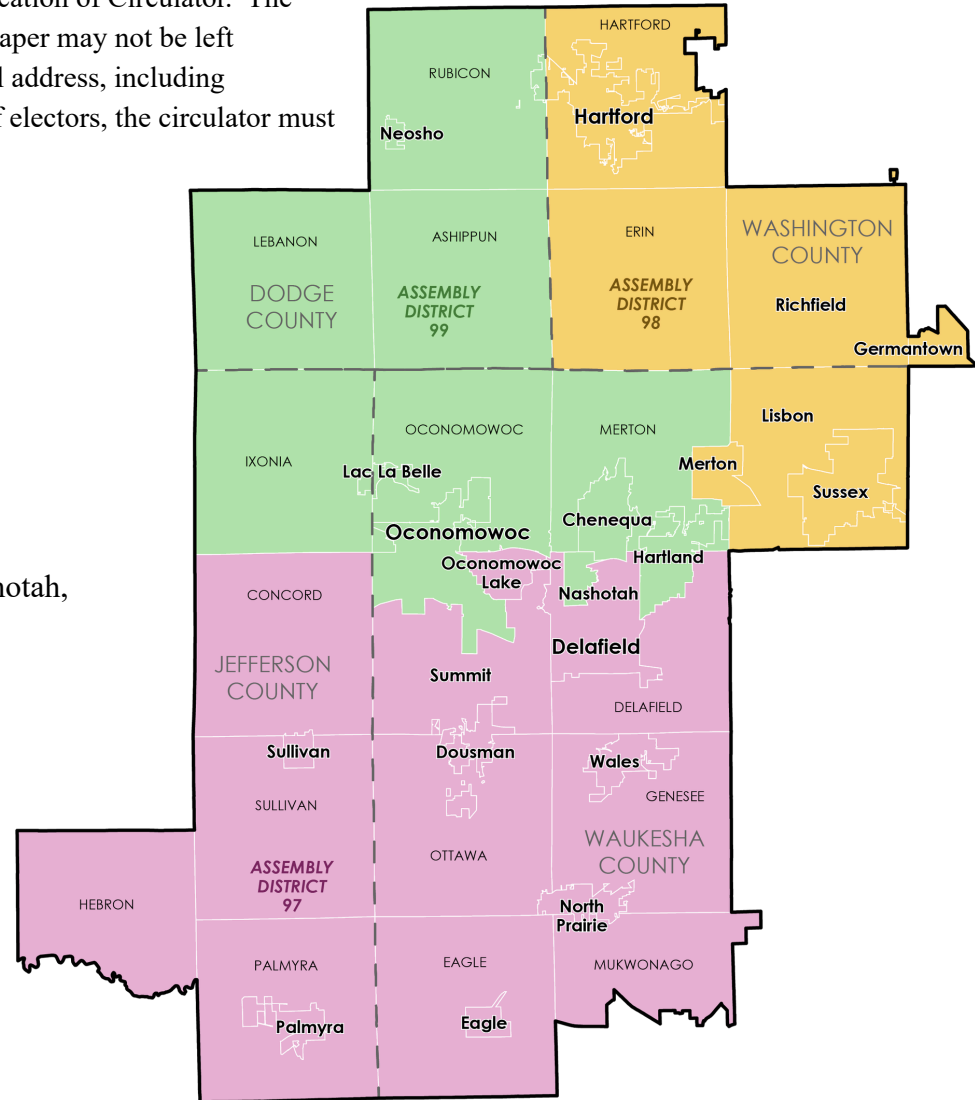 cation of Circulator. The
aper may not be left
l address, including
f electors, the circulator must
HARTFORD
RUBICON
Hartford
Neosho
LEBANON
ASHIPPUN
ERIN
WASHINGTON
COUNTY
DODGE
COUNTY
ASSEMBLY
DISTRICT
99
ASSEMBLY
DISTRICT
98
Richfield
Germantown
IXONIA
OCONOMOWOC
MERTON
Lisbon
Lac La Belle
Merton
Sussex
Chenequa
Oconomowoc
Hartland
Oconomowoc
Lake
Nashotah
notah,
CONCORD
Delafield
JEFFERSON
COUNTY
Summit
DELAFIELD
Sullivan
Dousman
Wales
SULLIVAN
GENESEE
WAUKESHA
COUNTY
OTTAWA
ASSEMBLY
DISTRICT
97
HEBRON
North
Prairie
PALMYRA
EAGLE
MUKWONAGO
Palmyra
Eagle